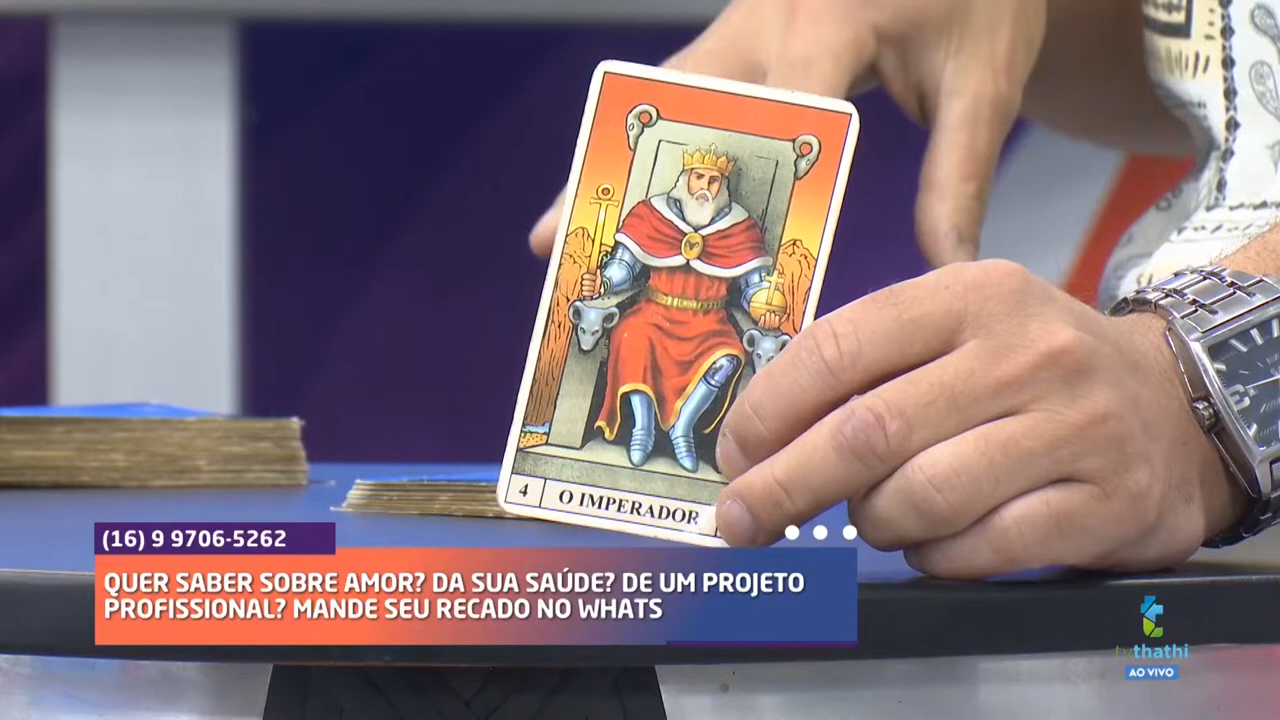 4 O IMPERADOR
(16) 9 9706-5262
QUER SABER SOBRE AMOR? DA SUA SAÚDE? DE UM PROJETO
PROFISSIONAL? MANDE SEU RECADO NO WHATS
tvthathi
AO VIVO